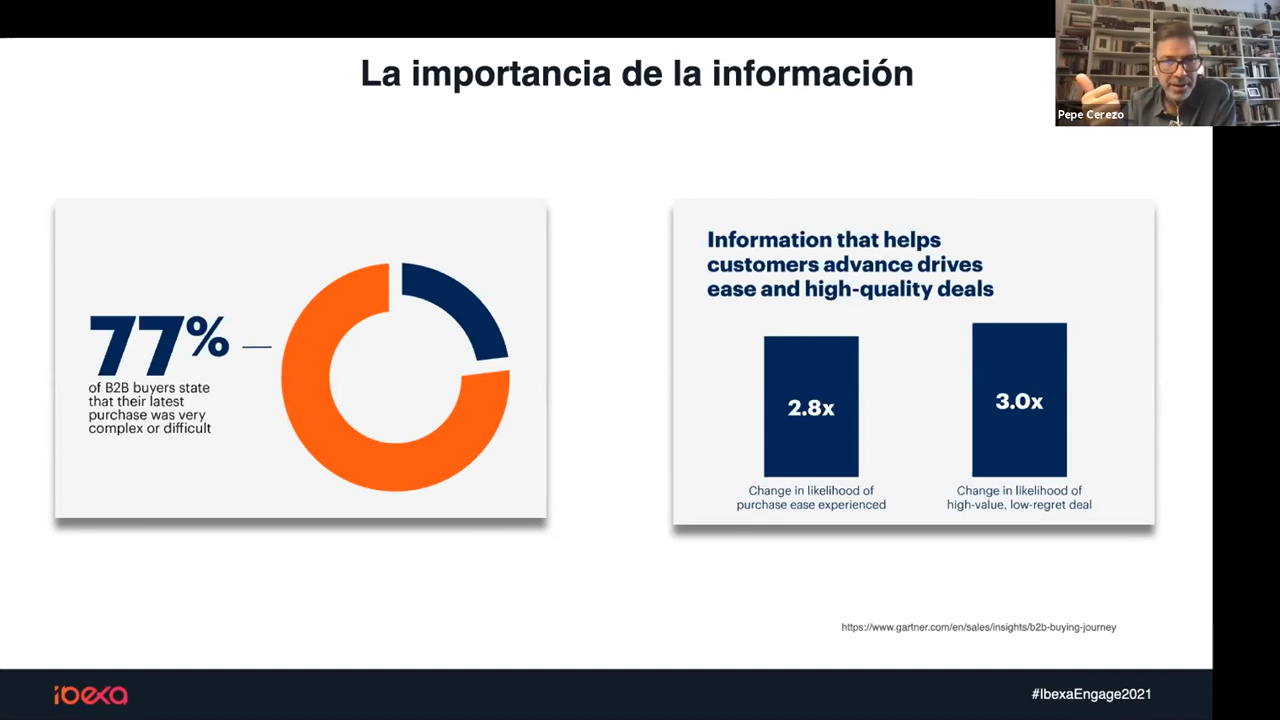 La importancia de la información
Pepe Cerezo
77%
of B2B buyers state
that their latest
purchase was very
complex or difficult
Information that helps
customers advance drives
ease and high-quality deals
2.8x
3.0x
Change in likelihood of
purchase ease experienced
Change in likelihood of
high-value, low-regret deal
https://www.gartner.com/en/sales/insights/b2b-buying-journey
ibexa
#IbexaEngage2021